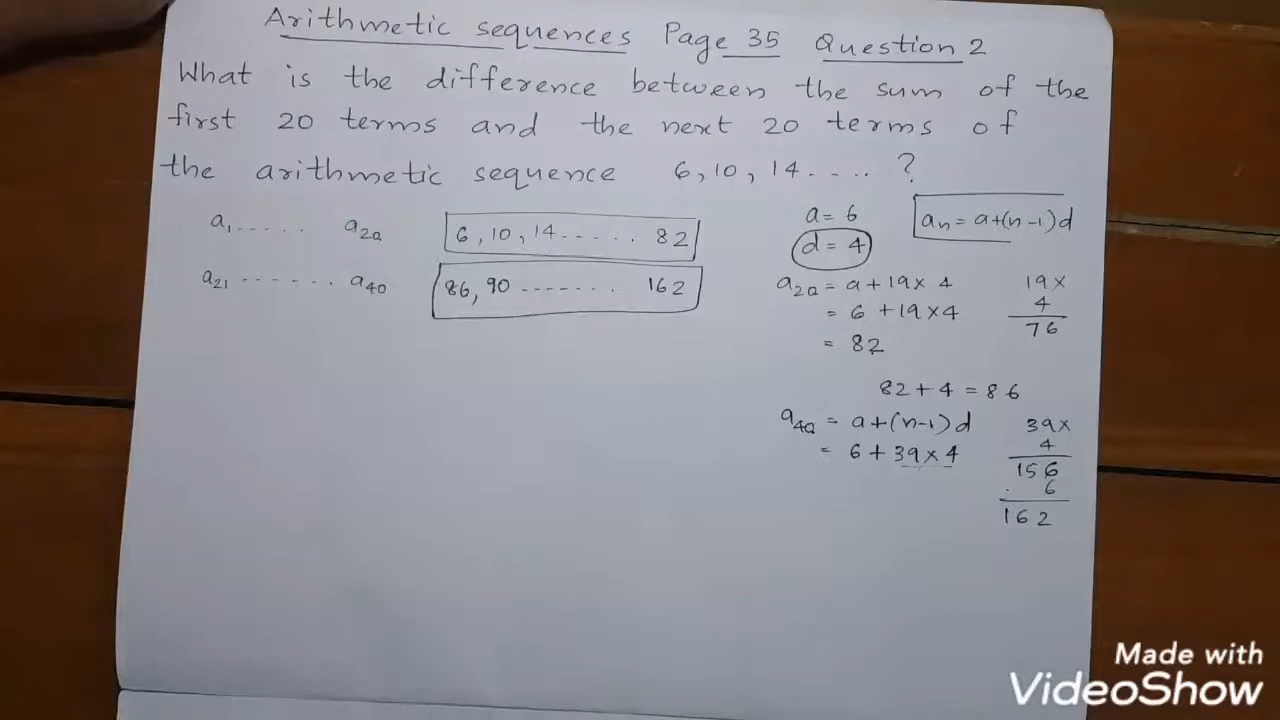 Arithmetic sequences Page 35 Question 2
What is the difference between the sum of the
first 20 terms and the next 20 terms of
the arithmetic sequence 6, 10, 14.... ?
a₁..... a₂₀
6, 10, 14..... 82
a₂₁ ...... a₄₀
86, 90 ....... 162
a = 6
d = 4
aₙ = a+(n-1)d
a₂₀ = a + 19 × 4
= 6 + 19 × 4
= 82
19 ×
4
76
82 + 4 = 86
a₄₀ = a+(n-1)d
= 6 + 39 × 4
39 ×
4
156
6
162
Made with
VideoShow